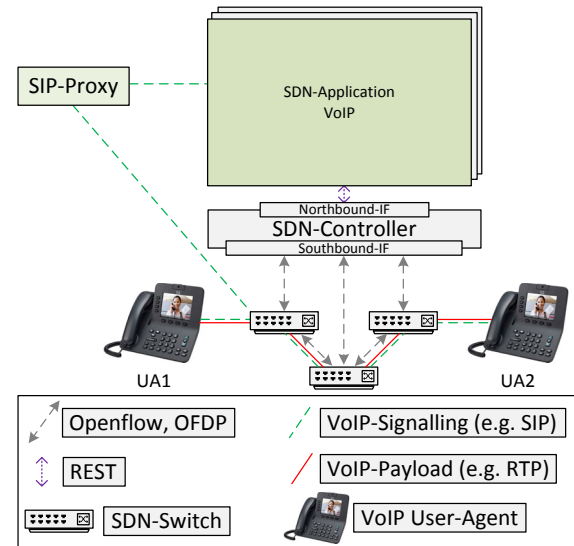 SIP-Proxy
SDN-Application
VoIP
Northbound-IF
SDN-Controller
Southbound-IF
UA1
UA2
Openflow, OFDP
VoIP-Signalling (e.g. SIP)
REST
VoIP-Payload (e.g. RTP)
SDN-Switch
VoIP User-Agent